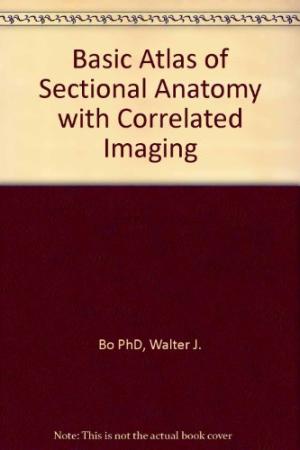 Basic Atlas of
Sectional Anatomy
with Correlated
Imaging
Bo PhD, Walter J.
Note: This is not the actual book cover